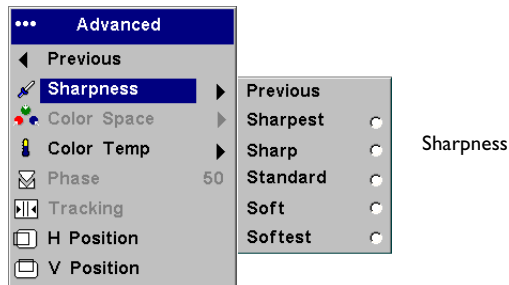 ••• Advanced
Previous
Sharpness
Color Space
Color Temp
Phase 50
Tracking
H Position
V Position
Previous
Sharpest
Sharp
Standard
Soft
Softest
Sharpness